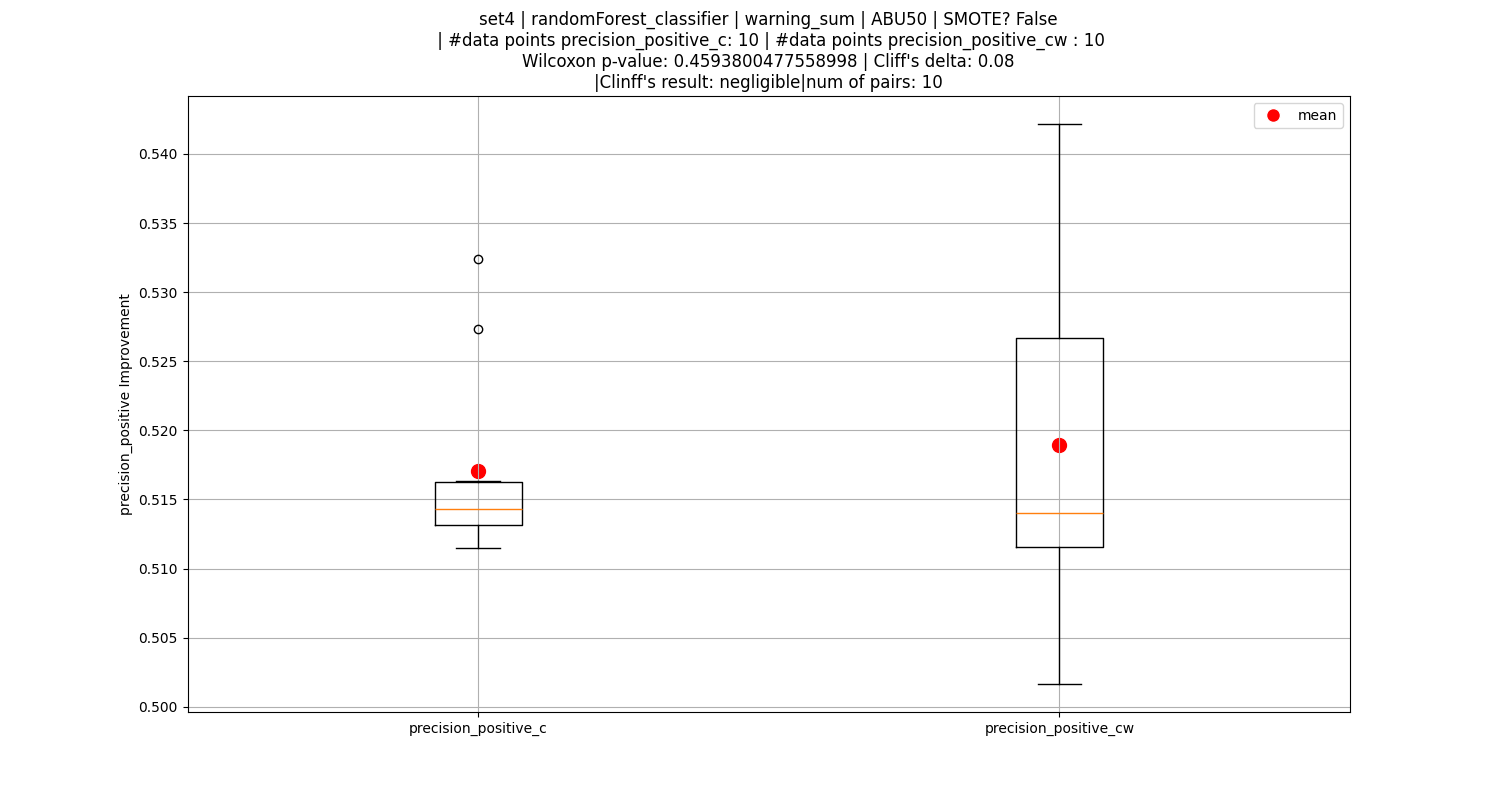 set4 | randomForest_classifier | warning_sum | ABU50 | SMOTE? False
| #data points precision_positive_c: 10 | #data points precision_positive_cw : 10
Wilcoxon p-value: 0.4593800477558998 | Cliff's delta: 0.08
|Clinff's result: negligible|num of pairs: 10
mean
0.540
0.535
0.530
0.525
0.520
0.515
0.510
0.505
0.500
precision_positive Improvement
precision_positive_c
precision_positive_cw